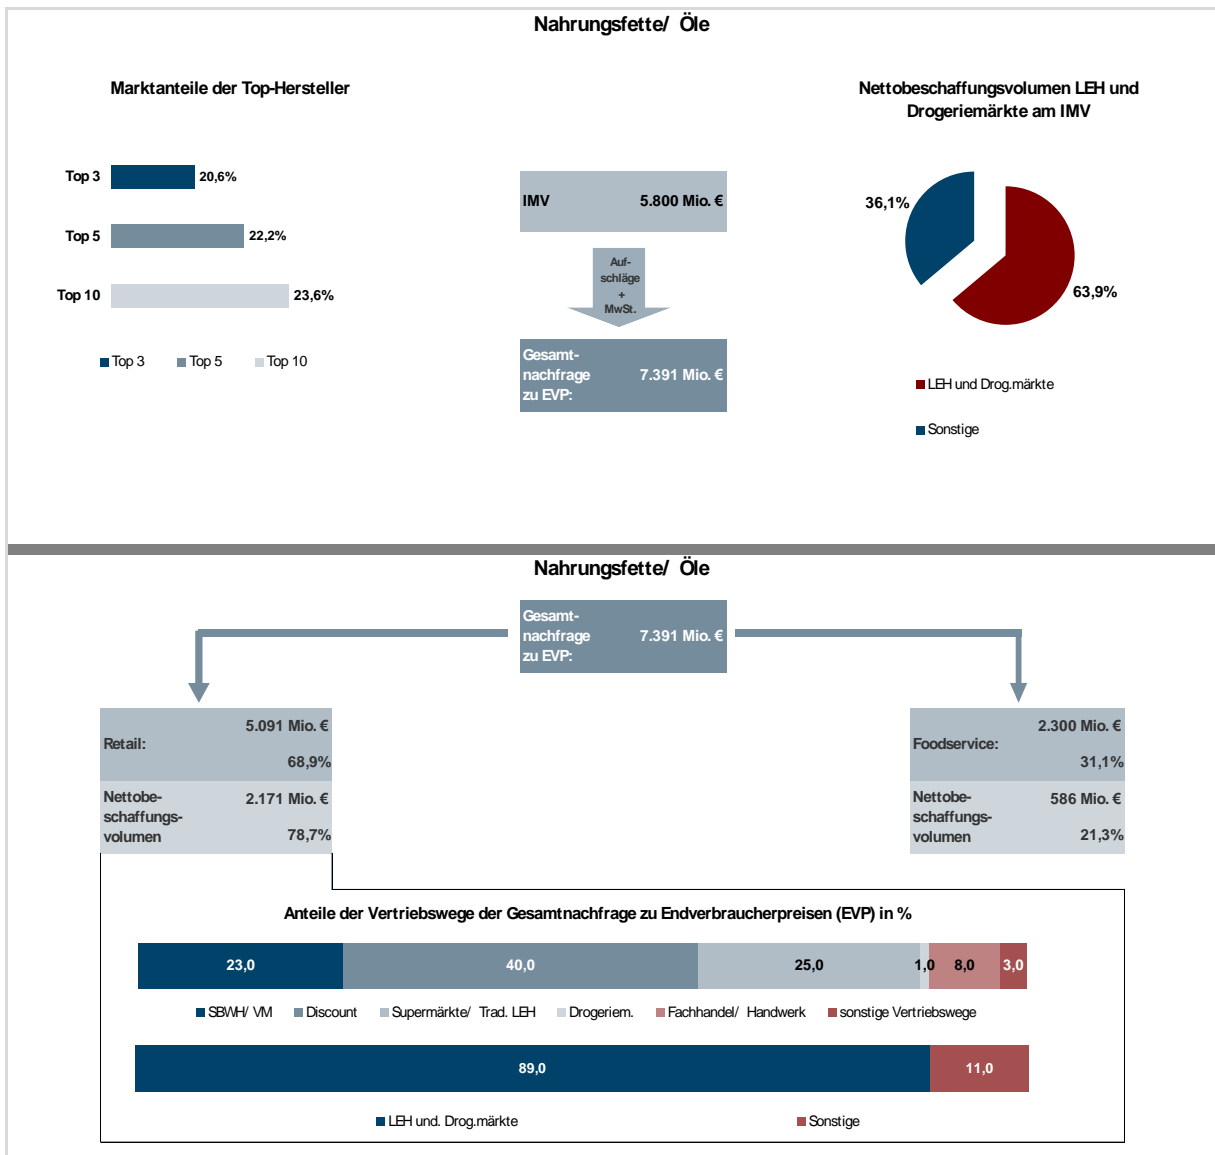 Nahrungsfette/ Öle
Marktanteile der Top-Hersteller
Top 3
20,6%
Top 5
22,2%
Top 10
23,6%
Top 3
Top 5
Top 10
IMV
5.800 Mio. €
Auf-
schläge
+
MwSt.
Gesamt-
nachfrage
zu EVP:
7.391 Mio. €
Nettobeschaffungsvolumen LEH und
Drogeriemärkte am IMV
36,1%
63,9%
LEH und Drog.märkte
Sonstige
Nahrungsfette/ Öle
Gesamt-
nachfrage
zu EVP:
7.391 Mio. €
Retail:
5.091 Mio. €
68,9%
Nettobe-
schaffungs-
volumen
2.171 Mio. €
78,7%
Foodservice:
2.300 Mio. €
31,1%
Nettobe-
schaffungs-
volumen
586 Mio. €
21,3%
Anteile der Vertriebswege der Gesamtnachfrage zu Endverbraucherpreisen (EVP) in %
23,0
40,0
25,0
1,0
8,0
3,0
SBWH/ VM
Discount
Supermärkte/ Trad. LEH
Drogeriem.
Fachhandel/ Handwerk
sonstige Vertriebswege
89,0
11,0
LEH und. Drog.märkte
Sonstige